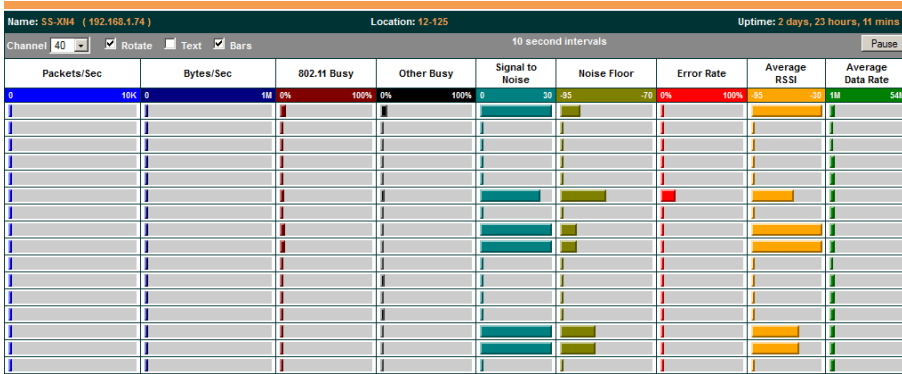 Name: SS-XN4 ( 192.168.1.74 ) Location: 12-125 Uptime: 2 days, 23 hours, 11 mins
Channel 40 Rotate Text Bars 10 second intervals Pause
Packets/Sec Bytes/Sec 802.11 Busy Other Busy Signal to Noise Noise Floor Error Rate Average RSSI Average Data Rate
0 10K 0 1M 0% 100% 0% 100% 0 30 -95 -70 0% 100% -95 -30 1M 54M